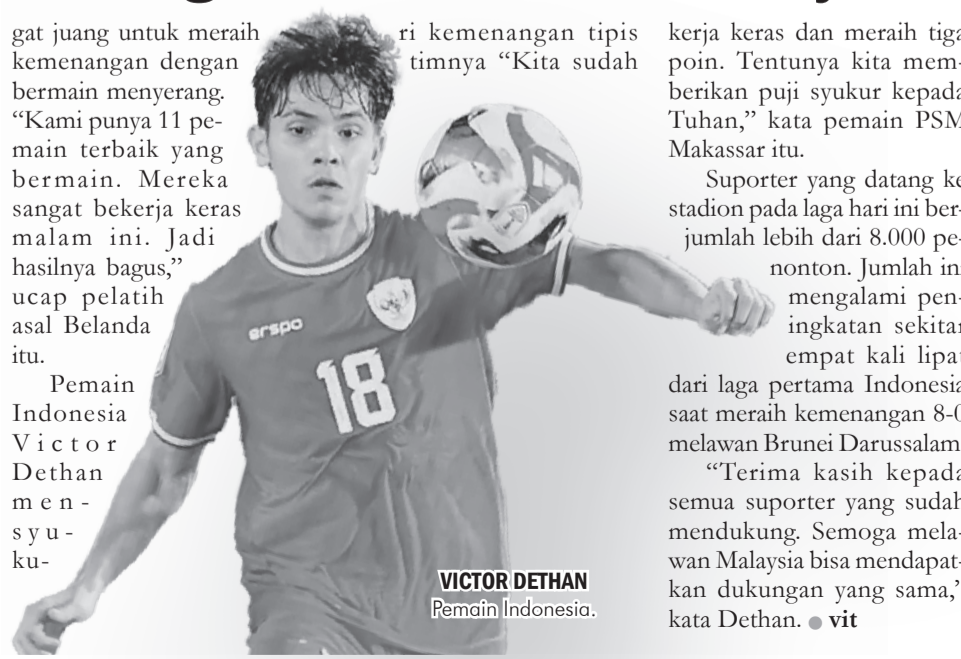 gat juang untuk meraih
kemenangan dengan
bermain menyerang.
“Kami punya 11 pe-
main terbaik yang
bermain. Mereka
sangat bekerja keras
malam ini. Jadi
hasilnya bagus,”
ucap pelatih
asal Belanda
itu.
Pemain
Indonesia
Victor
Dethan
men-
syu-
ku-
ri kemenangan tipis
timnya “Kita sudah
kerja keras dan meraih tiga
poin. Tentunya kita mem-
berikan puji syukur kepada
Tuhan,” kata pemain PSM
Makassar itu.
Suporter yang datang ke
stadion pada laga hari ini ber-
jumlah lebih dari 8.000 pe-
nonton. Jumlah ini
mengalami pen-
ingkatan sekitar
empat kali lipat
dari laga pertama Indonesia
saat meraih kemenangan 8-0
melawan Brunei Darussalam
“Terima kasih kepada
semua suporter yang sudah
mendukung. Semoga mela-
wan Malaysia bisa mendapat-
kan dukungan yang sama,”
kata Dethan. ● vit
erspo
18
VICTOR DETHAN
Pemain Indonesia.